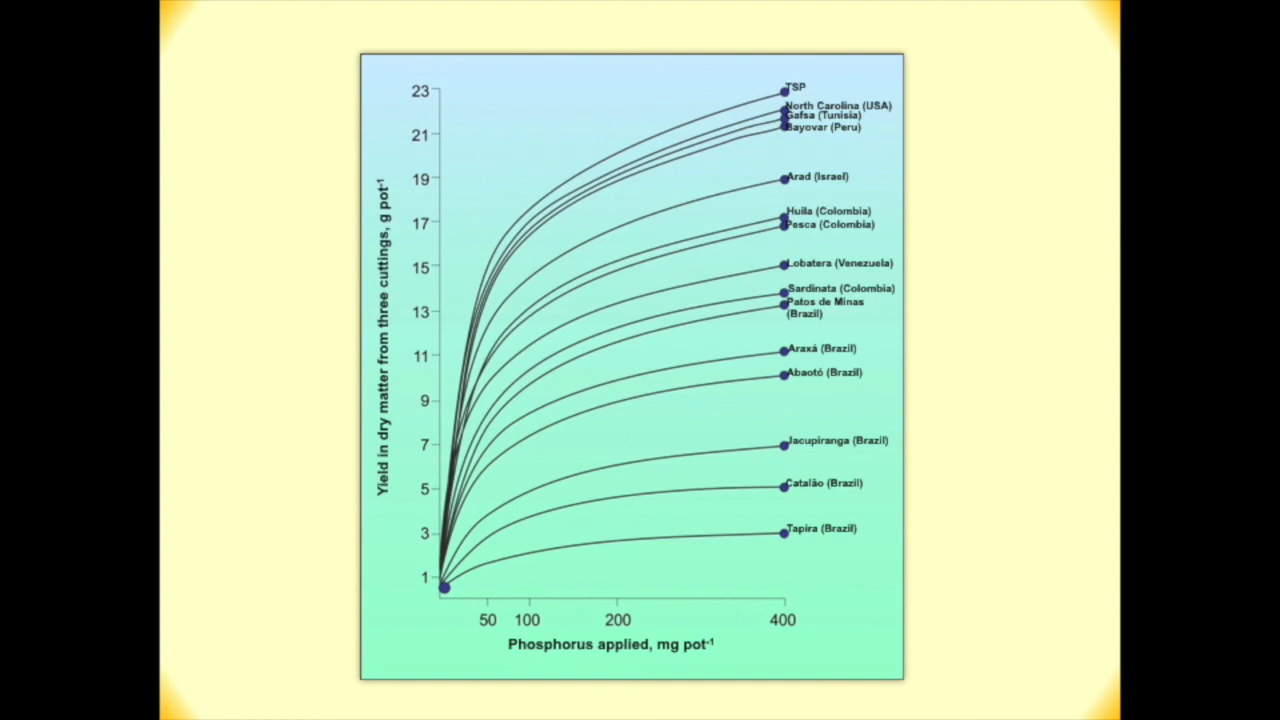 23
21
19
17
15
13
11
9
7
5
3
1
Yield in dry matter from three cuttings, g pot-1
TSP
North Carolina (USA)
Gafsa (Tunisia)
Bayovar (Peru)
Arad (Israel)
Huila (Colombia)
Pesca (Colombia)
Lobatera (Venezuela)
Sardinata (Colombia)
Patos de Minas
(Brazil)
Araxá (Brazil)
Abaotó (Brazil)
Jacupiranga (Brazil)
Catalão (Brazil)
Tapira (Brazil)
50 100 200 400
Phosphorus applied, mg pot-1